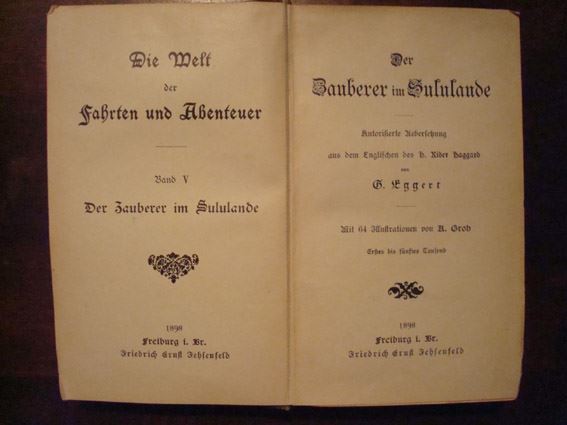 Die Welt
der
Fahrten und Abenteuer
Band V
Der Zauberer im Sululande
1898
Freiburg i. Br.
Friedrich Ernst Fehsenfeld
Der
Zauberer im Sululande
Autorisierte Uebersetzung
aus dem Englischen des H. Rider Haggard
von
G. Eggert
Mit 64 Illustrationen von A. Groh
Erstes bis fünftes Tausend
1898
Freiburg i. Br.
Friedrich Ernst Fehsenfeld